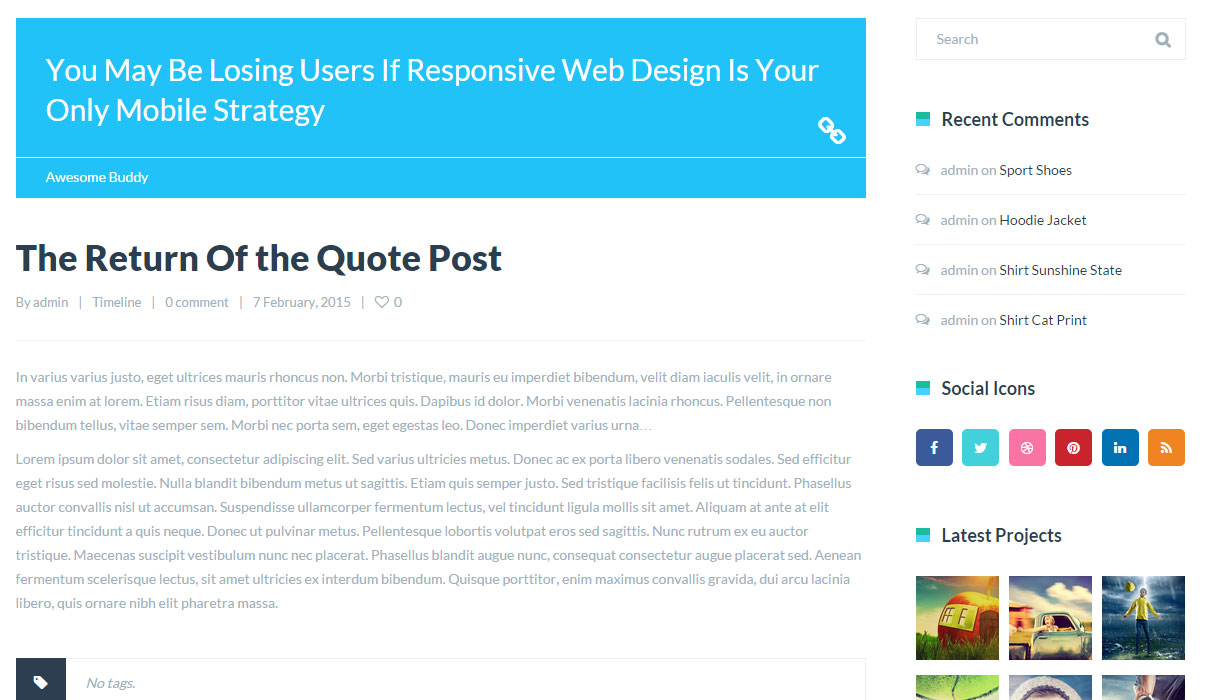 You May Be Losing Users If Responsive Web Design Is Your
Only Mobile Strategy
Awesome Buddy
The Return Of the Quote Post
By admin | Timeline | 0 comment | 7 February, 2015 | 0
In varius varius justo, eget ultrices mauris rhoncus non. Morbi tristique, mauris eu imperdiet bibendum, velit diam iaculis velit, in ornare
massa enim at lorem. Etiam risus diam, porttitor vitae ultrices quis. Dapibus id dolor. Morbi venenatis lacinia rhoncus. Pellentesque non
bibendum tellus, vitae semper sem. Morbi nec porta sem, eget egestas leo. Donec imperdiet varius urna…
Lorem ipsum dolor sit amet, consectetur adipiscing elit. Sed varius ultricies metus. Donec ac ex porta libero venenatis sodales. Sed efficitur
eget risus sed molestie. Nulla blandit bibendum metus ut sagittis. Etiam quis semper justo. Sed tristique facilisis felis ut tincidunt. Phasellus
auctor convallis nisl ut accumsan. Suspendisse ullamcorper fermentum lectus, vel tincidunt ligula mollis sit amet. Aliquam at ante at elit
efficitur tincidunt a quis neque. Donec ut pulvinar metus. Pellentesque lobortis volutpat eros sed sagittis. Nunc rutrum ex eu auctor
tristique. Maecenas suscipit vestibulum nunc nec placerat. Phasellus blandit augue nunc, consequat consectetur augue placerat sed. Aenean
fermentum scelerisque lectus, sit amet ultricies ex interdum bibendum. Quisque porttitor, enim maximus convallis gravida, dui arcu lacinia
libero, quis ornare nibh elit pharetra massa.
No tags.
Search
Recent Comments
admin on Sport Shoes
admin on Hoodie Jacket
admin on Shirt Sunshine State
admin on Shirt Cat Print
Social Icons
Latest Projects